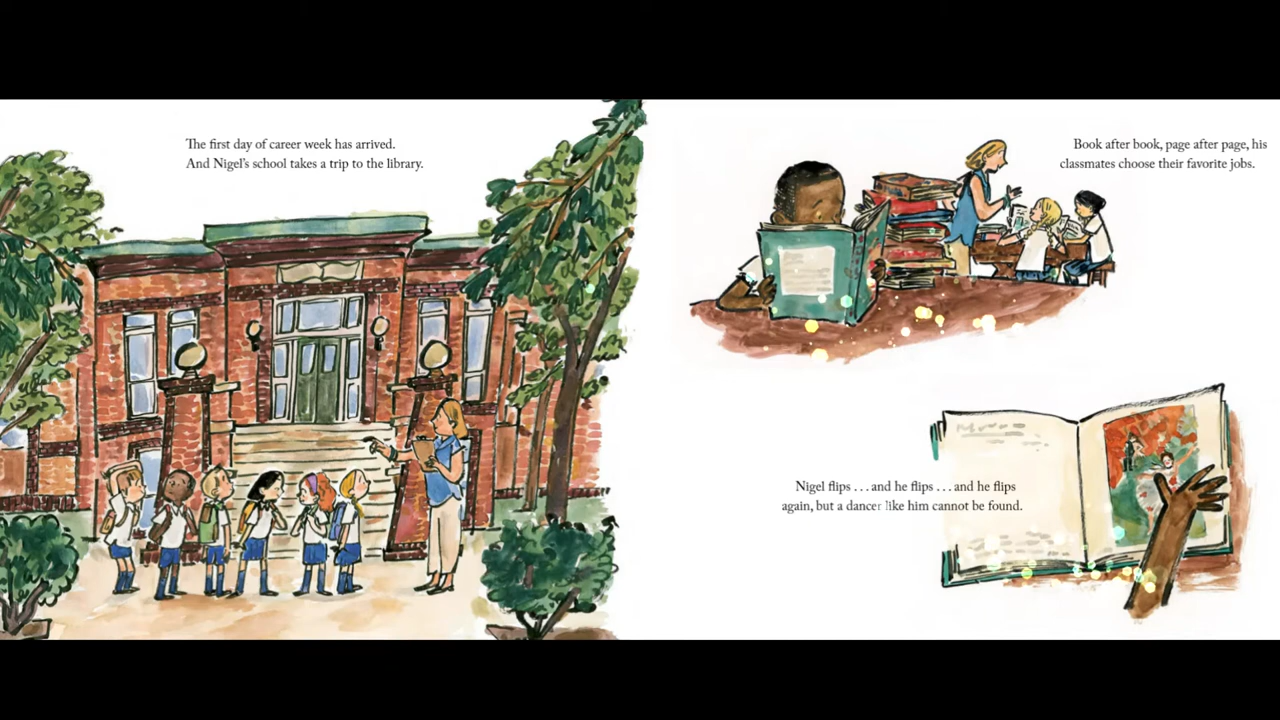 The first day of career week has arrived.
And Nigel's school takes a trip to the library.
Book after book, page after page, his
classmates choose their favorite jobs.
Nigel flips . . . and he flips . . . and he flips
again, but a dancer like him cannot be found.